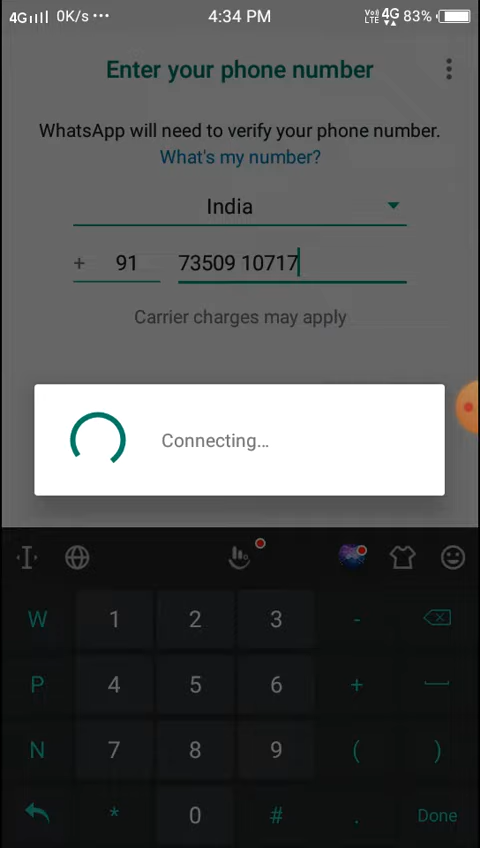 4G 0K/s ··· 4:34 PM VoLTE 4G 83%
Enter your phone number
WhatsApp will need to verify your phone number.
What's my number?
India
+ 91 73509 10717
Carrier charges may apply
Connecting...
W 1 2 3 -
P 4 5 6 +
N 7 8 9 ( )
* 0 # . Done